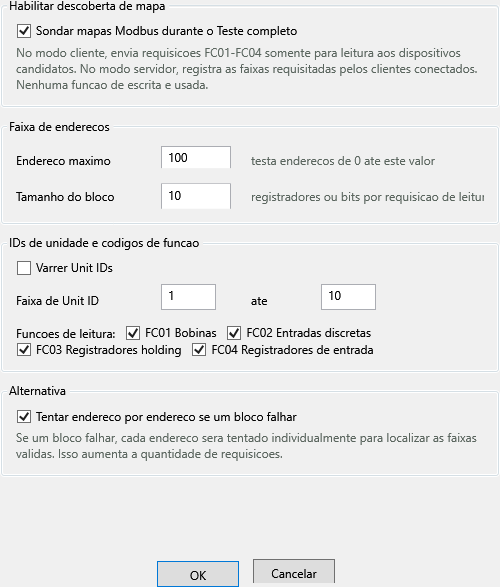 Habilitar descoberta de mapa
Sondar mapas Modbus durante o Teste completo
No modo cliente, envia requisicoes FC01-FC04 somente para leitura aos dispositivos
candidatos. No modo servidor, registra as faixas requisitadas pelos clientes conectados.
Nenhuma funcao de escrita e usada.
Faixa de enderecos
Endereco maximo 100 testa enderecos de 0 ate este valor
Tamanho do bloco 10 registradores ou bits por requisicao de leitur
IDs de unidade e codigos de funcao
Varrer Unit IDs
Faixa de Unit ID 1 ate 10
Funcoes de leitura: FC01 Bobinas FC02 Entradas discretas
FC03 Registradores holding FC04 Registradores de entrada
Alternativa
Tentar endereco por endereco se um bloco falhar
Se um bloco falhar, cada endereco sera tentado individualmente para localizar as faixas
validas. Isso aumenta a quantidade de requisicoes.
OK Cancelar